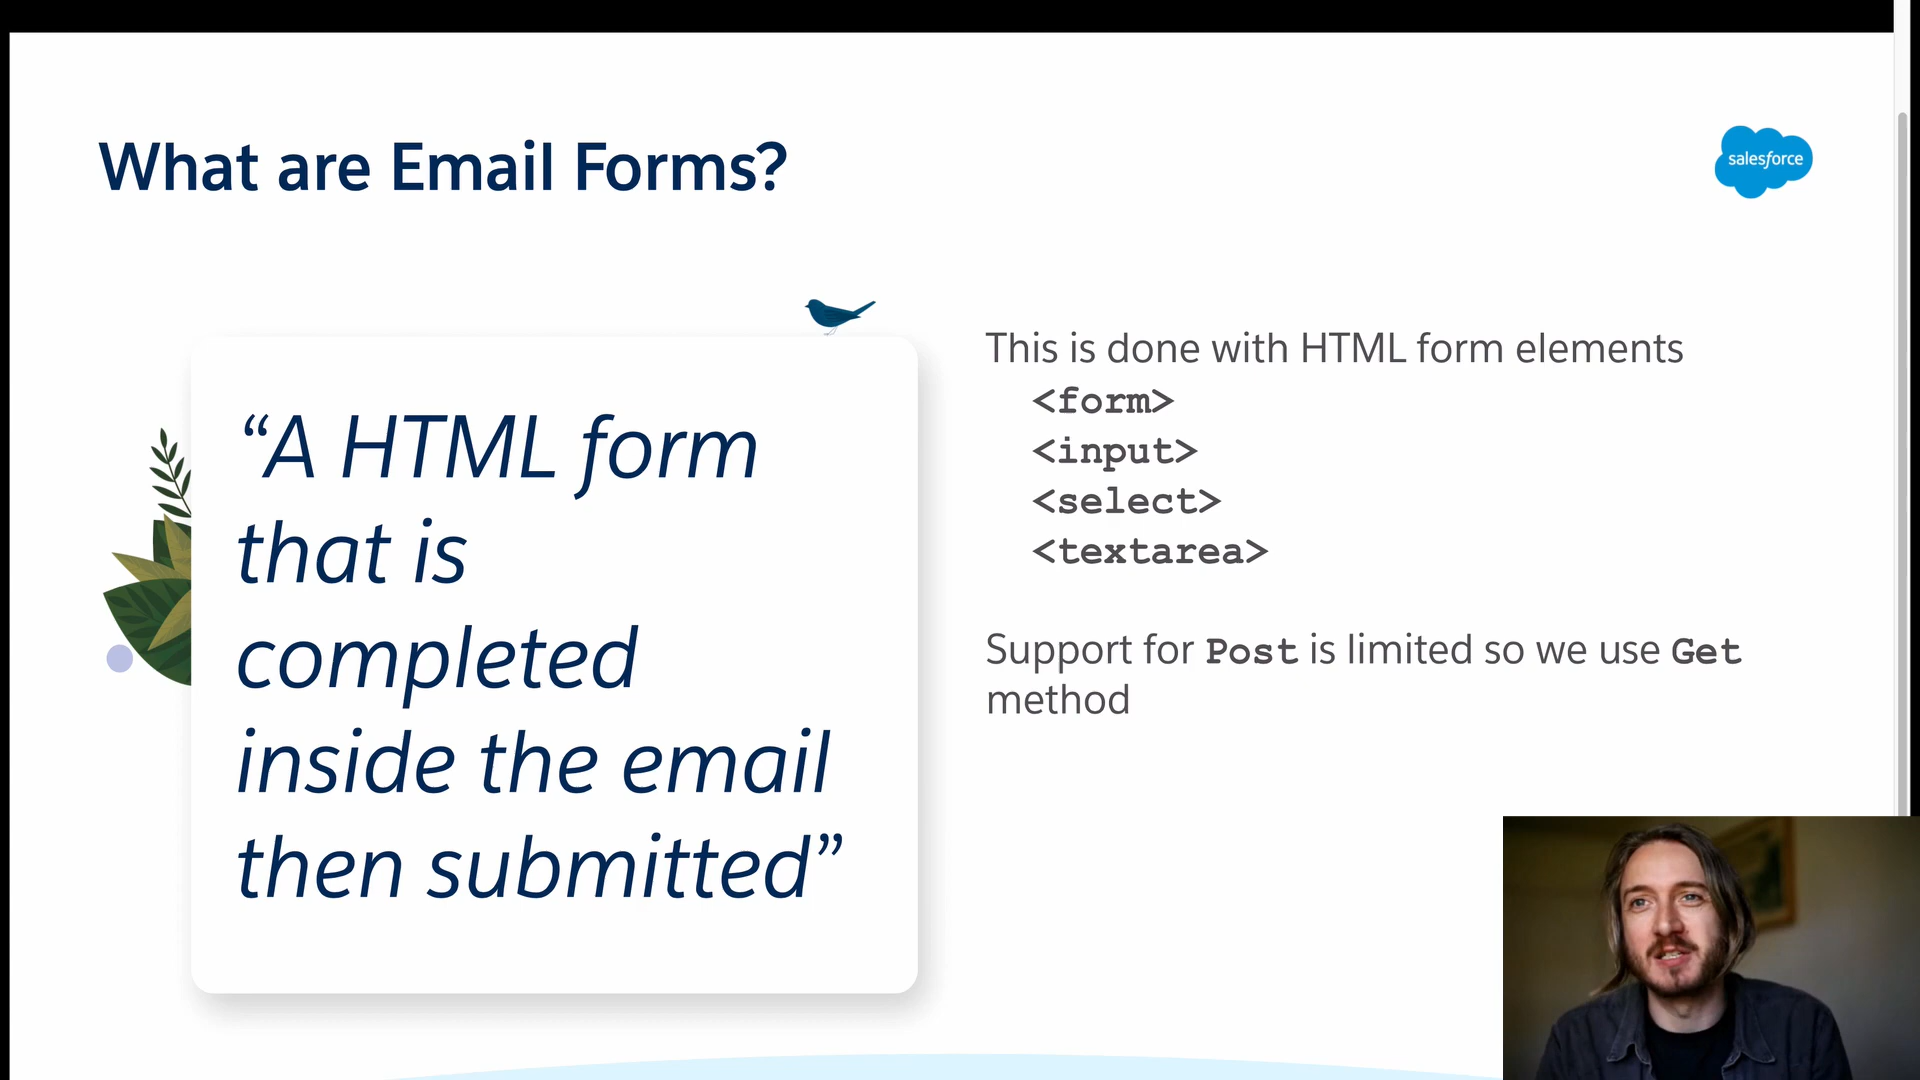 What are Email Forms?
salesforce
“A HTML form
that is
completed
inside the email
then submitted”
This is done with HTML form elements
<form>
<input>
<select>
<textarea>
Support for Post is limited so we use Get
method